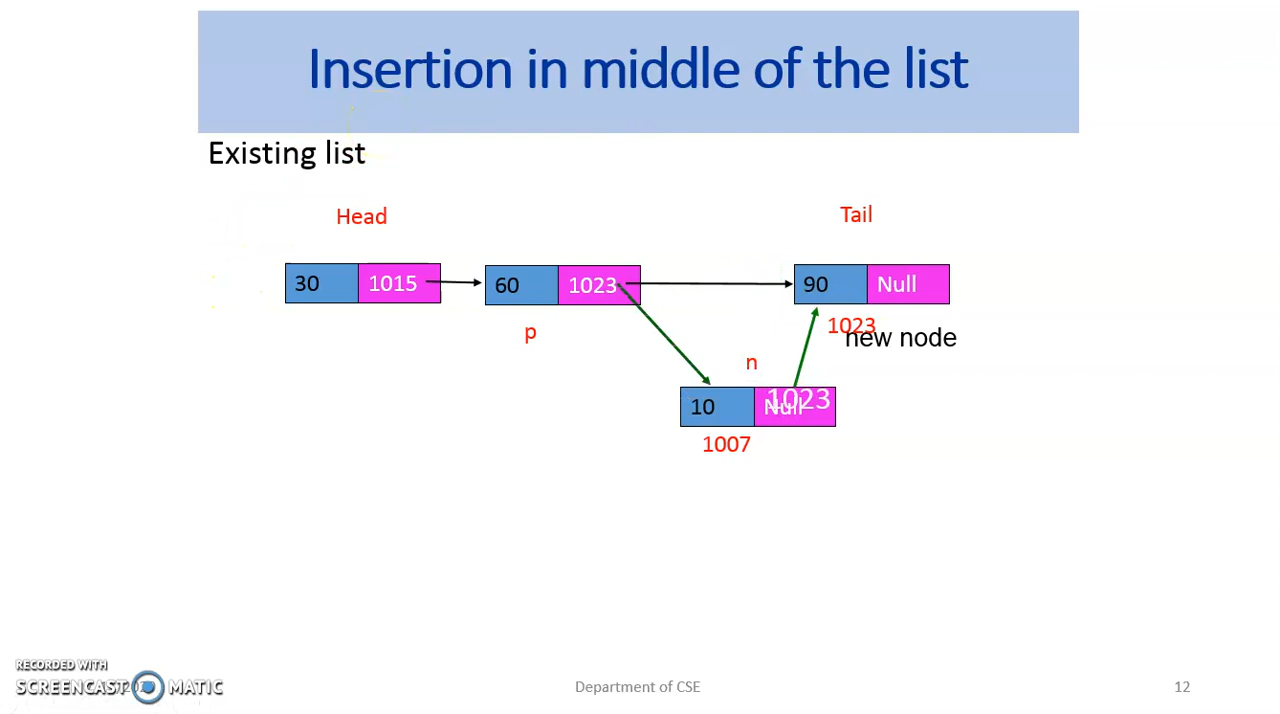 Insertion in middle of the list
Existing list
Head
Tail
30 1015
60 1023
90 Null
p
1023
new node
n
10 Null 1023
1007
RECORDED WITH
SCREENCAST MATIC
Department of CSE
12